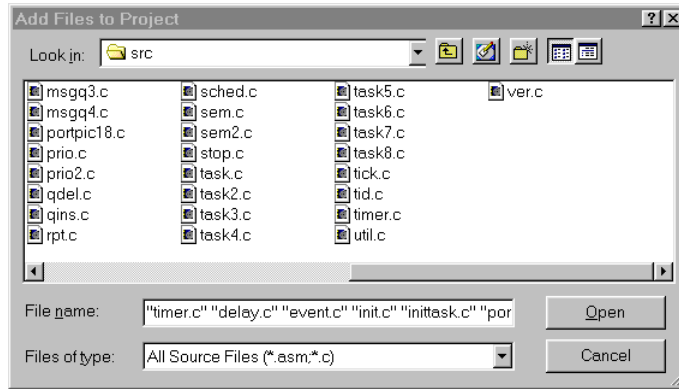 Add Files to Project
Look in: src
msgq3.c sched.c task5.c ver.c
msgq4.c sem.c task6.c
portpic18.c sem2.c task7.c
prio.c stop.c task8.c
prio2.c task.c tick.c
qdel.c task2.c tid.c
qins.c task3.c timer.c
rpt.c task4.c util.c
File name: "timer.c" "delay.c" "event.c" "init.c" "inittask.c" "por Open
Files of type: All Source Files (*.asm;*.c) Cancel